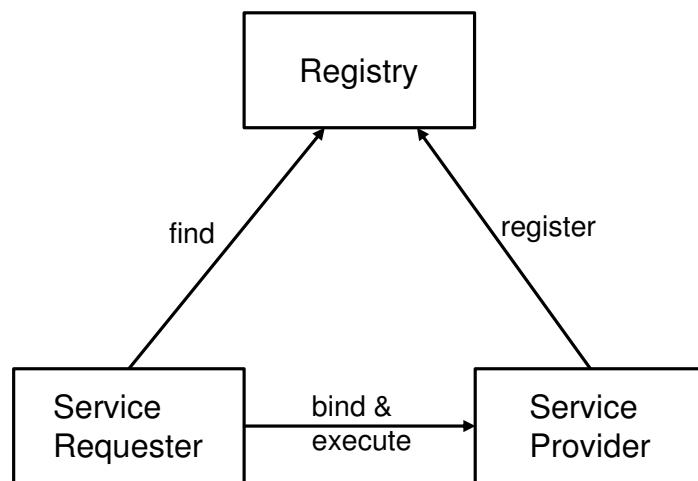 Registry
find
register
Service
Requester
bind &
execute
Service
Provider